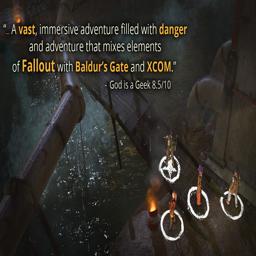 “... A vast, immersive adventure filled with danger
and adventure that mixes elements
of Fallout with Baldur's Gate and XCOM.”
- God is a Geek 8.5/10